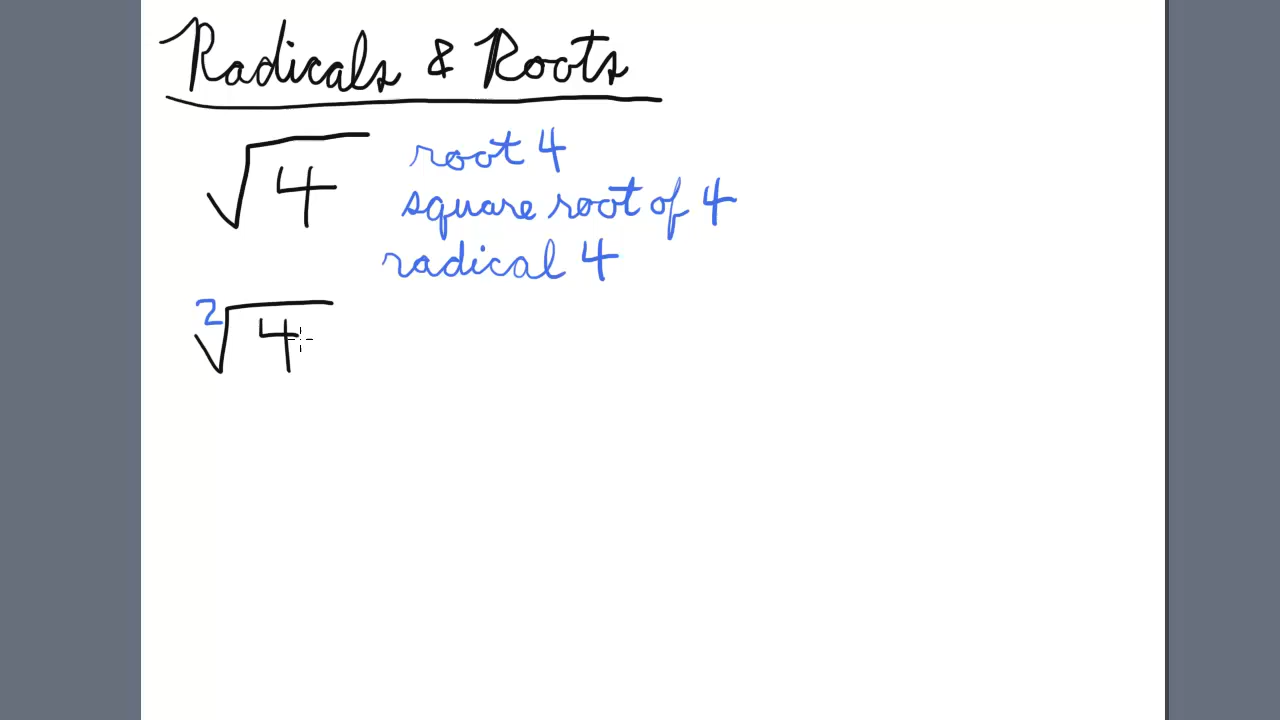 Radicals & Roots
√4 root 4
square root of 4
radical 4
²√4